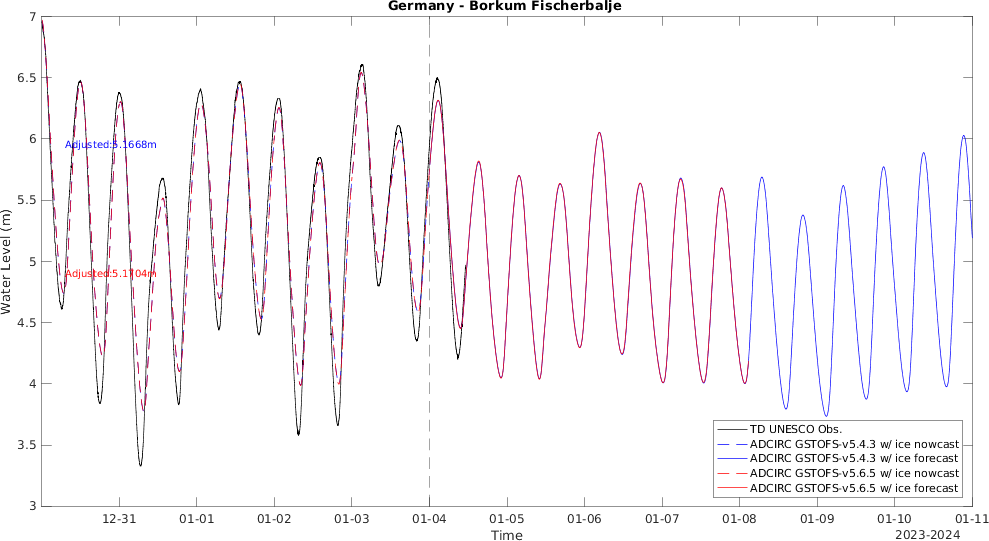 Germany - Borkum Fischerbalje
Water Level (m)
7
6.5
6
5.5
5
4.5
4
3.5
3
Adjusted:5.1668m
Adjusted:5.1704m
TD UNESCO Obs.
ADCIRC GSTOFS-v5.4.3 w/ ice nowcast
ADCIRC GSTOFS-v5.4.3 w/ ice forecast
ADCIRC GSTOFS-v5.6.5 w/ ice nowcast
ADCIRC GSTOFS-v5.6.5 w/ ice forecast
12-31 01-01 01-02 01-03 01-04 01-05 01-06 01-07 01-08 01-09 01-10 01-11
Time
2023-2024